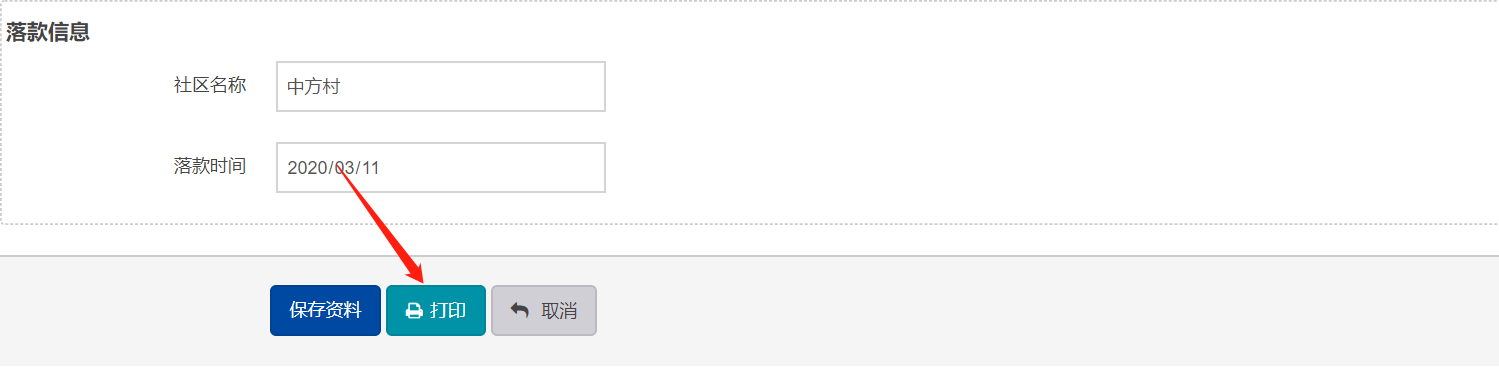 落款信息
社区名称
中方村
落款时间
2020/03/11
保存资料
打印
取消